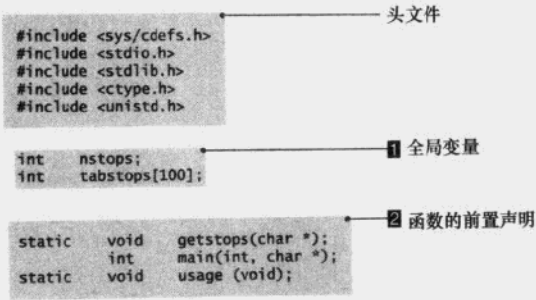 头文件
#include <sys/cdefs.h>
#include <stdio.h>
#include <stdlib.h>
#include <ctype.h>
#include <unistd.h>
1 全局变量
int nstops;
int tabstops[100];
2 函数的前置声明
static void getstops(char *);
int main(int, char *);
static void usage (void);